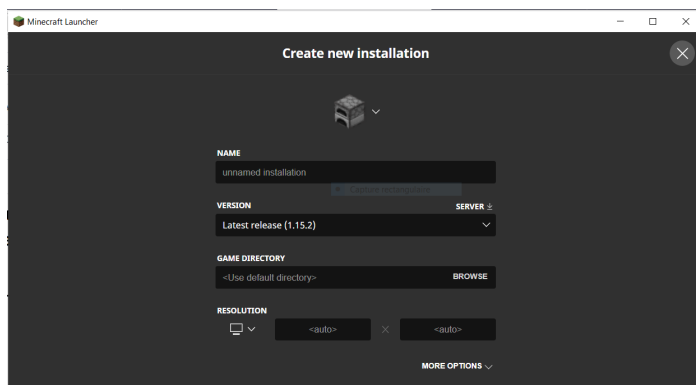 Minecraft Launcher
Create new installation
NAME
unnamed installation
VERSION
SERVER
Latest release (1.15.2)
GAME DIRECTORY
<Use default directory>
BROWSE
RESOLUTION
<auto>
X
<auto>
MORE OPTIONS